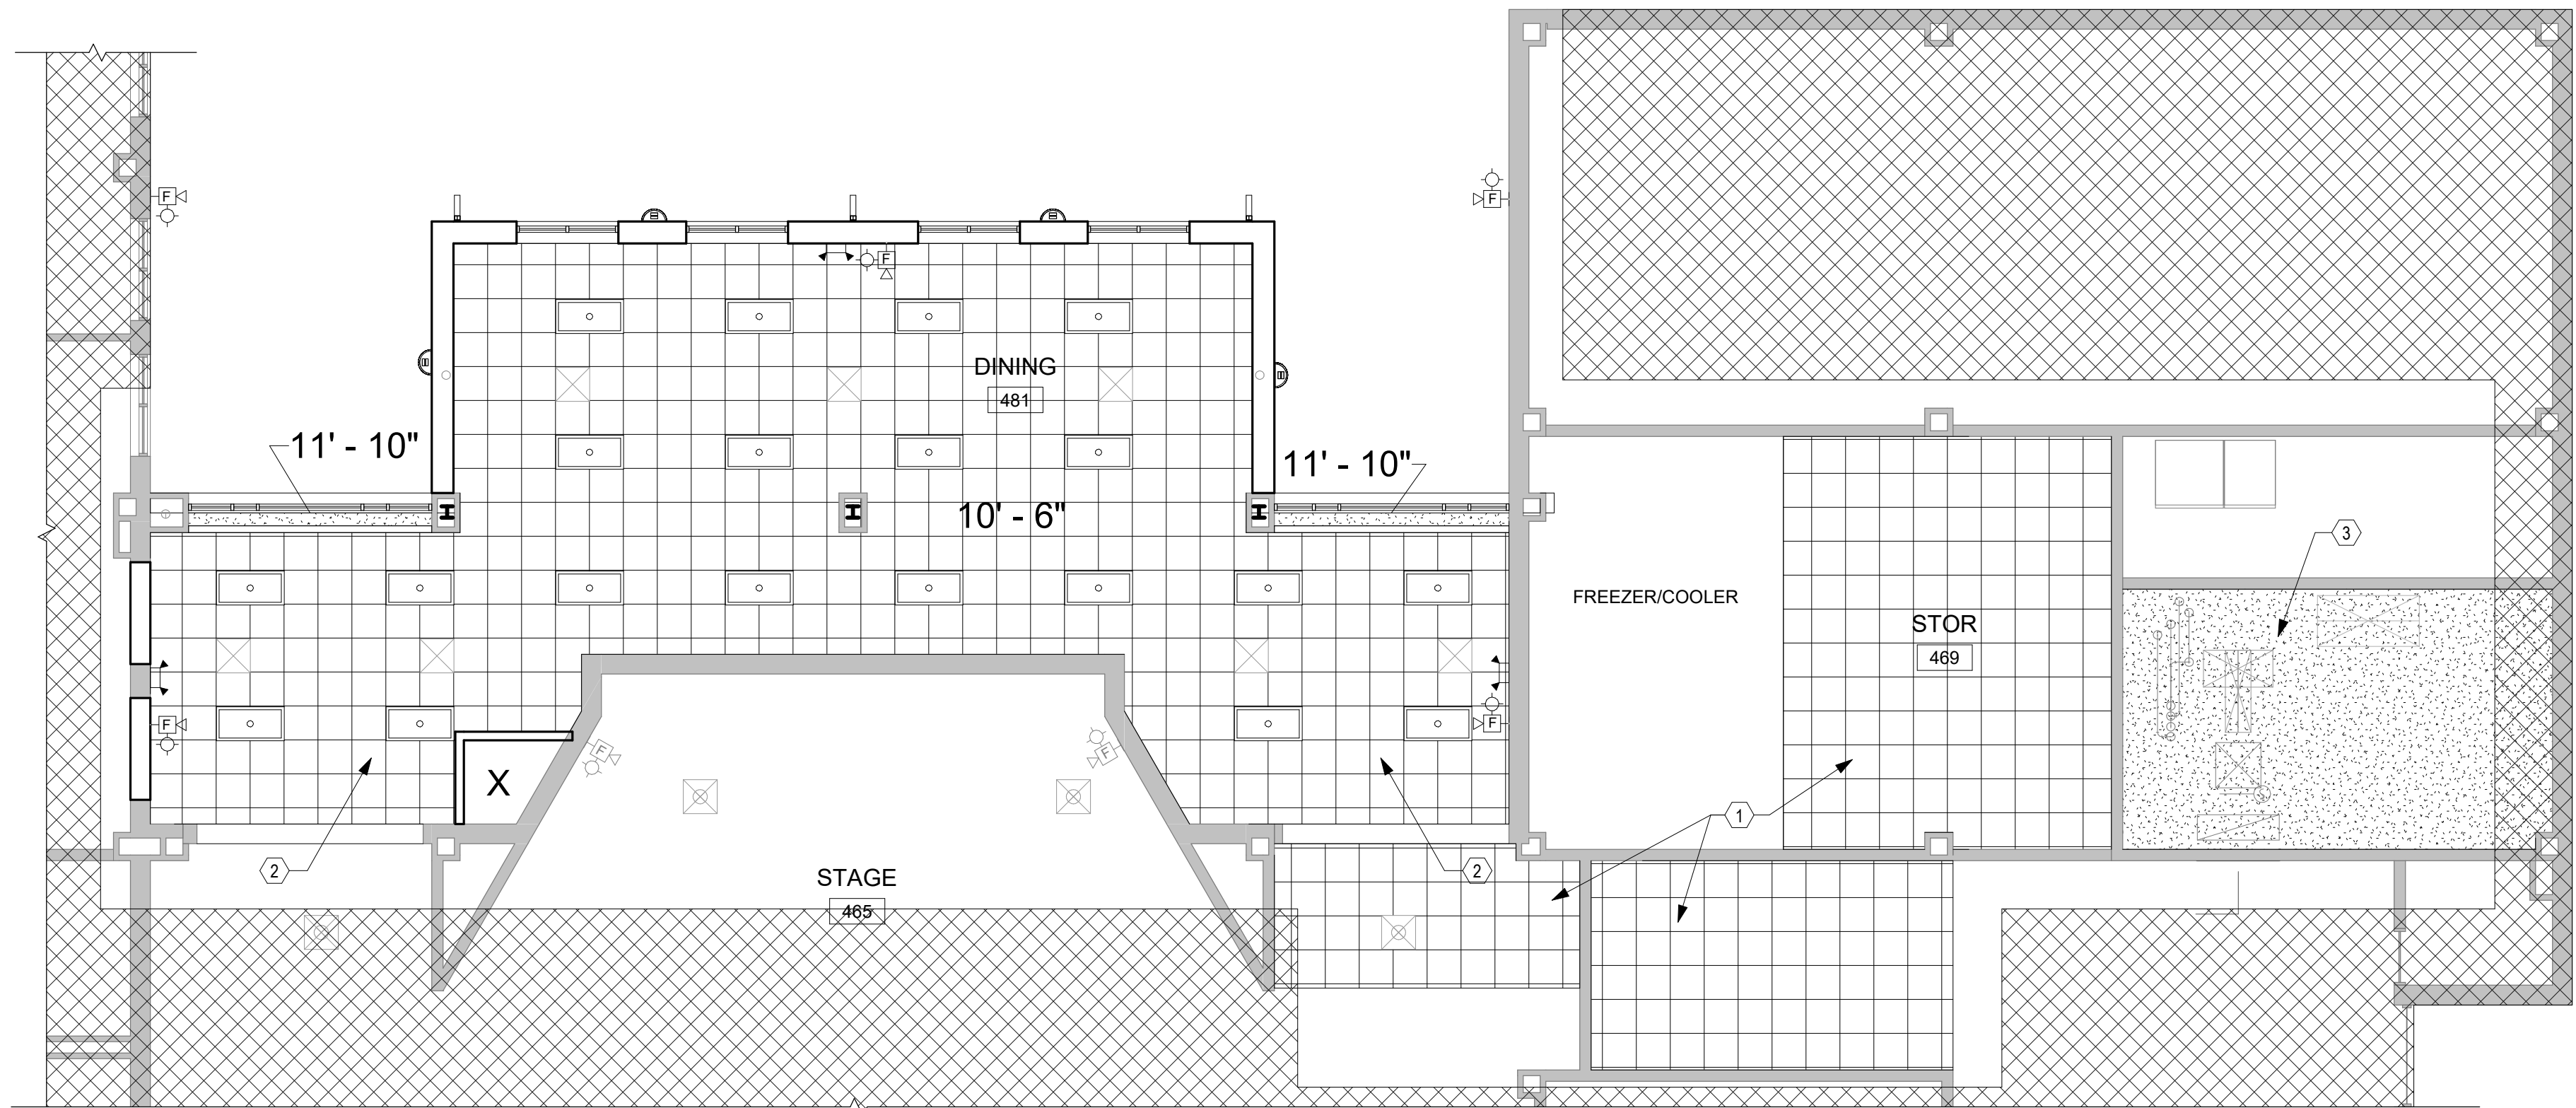 F
F
F
DINING
481
11' - 10"
11' - 10"
10' - 6"
3
FREEZER/COOLER
STOR
469
F
F
F
F
X
1
2
2
STAGE
465